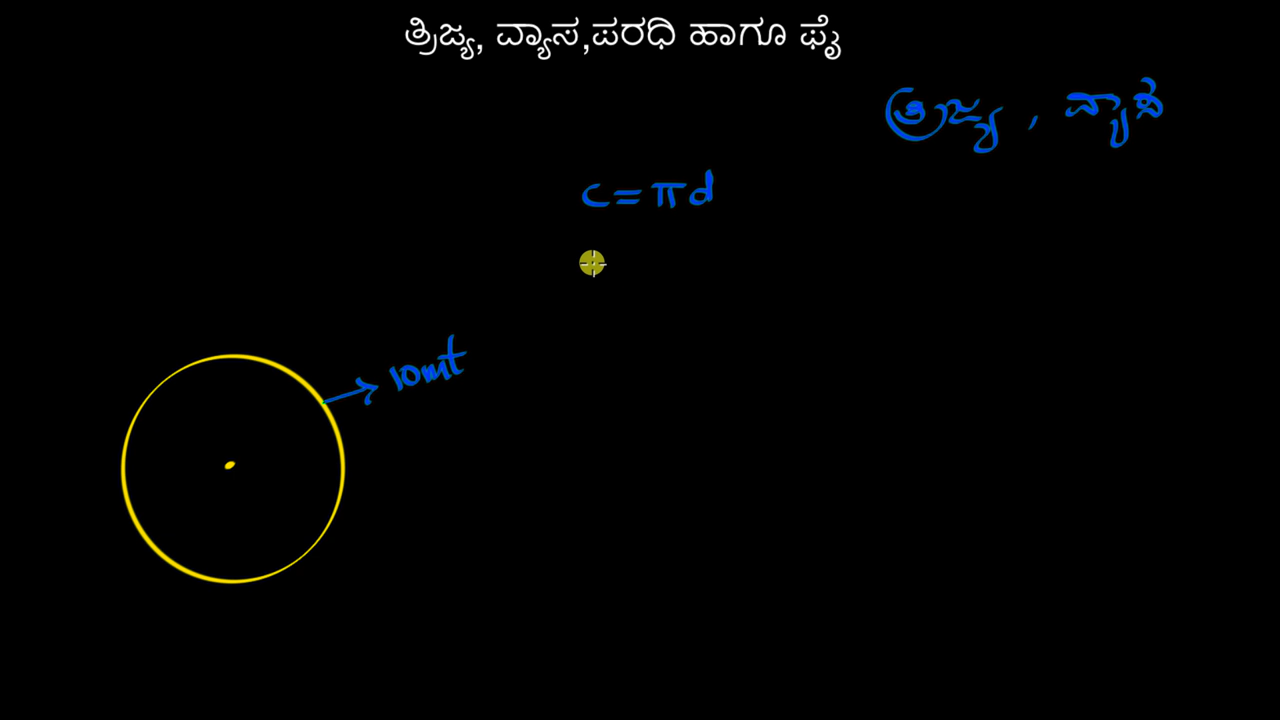 ತ್ರಿಜ್ಯ, ವ್ಯಾಸ,ಪರಧಿ ಹಾಗೂ ಫೈ
ತ್ರಿಜ್ಯ, ವ್ಯಾಸ
c=πd
10mt